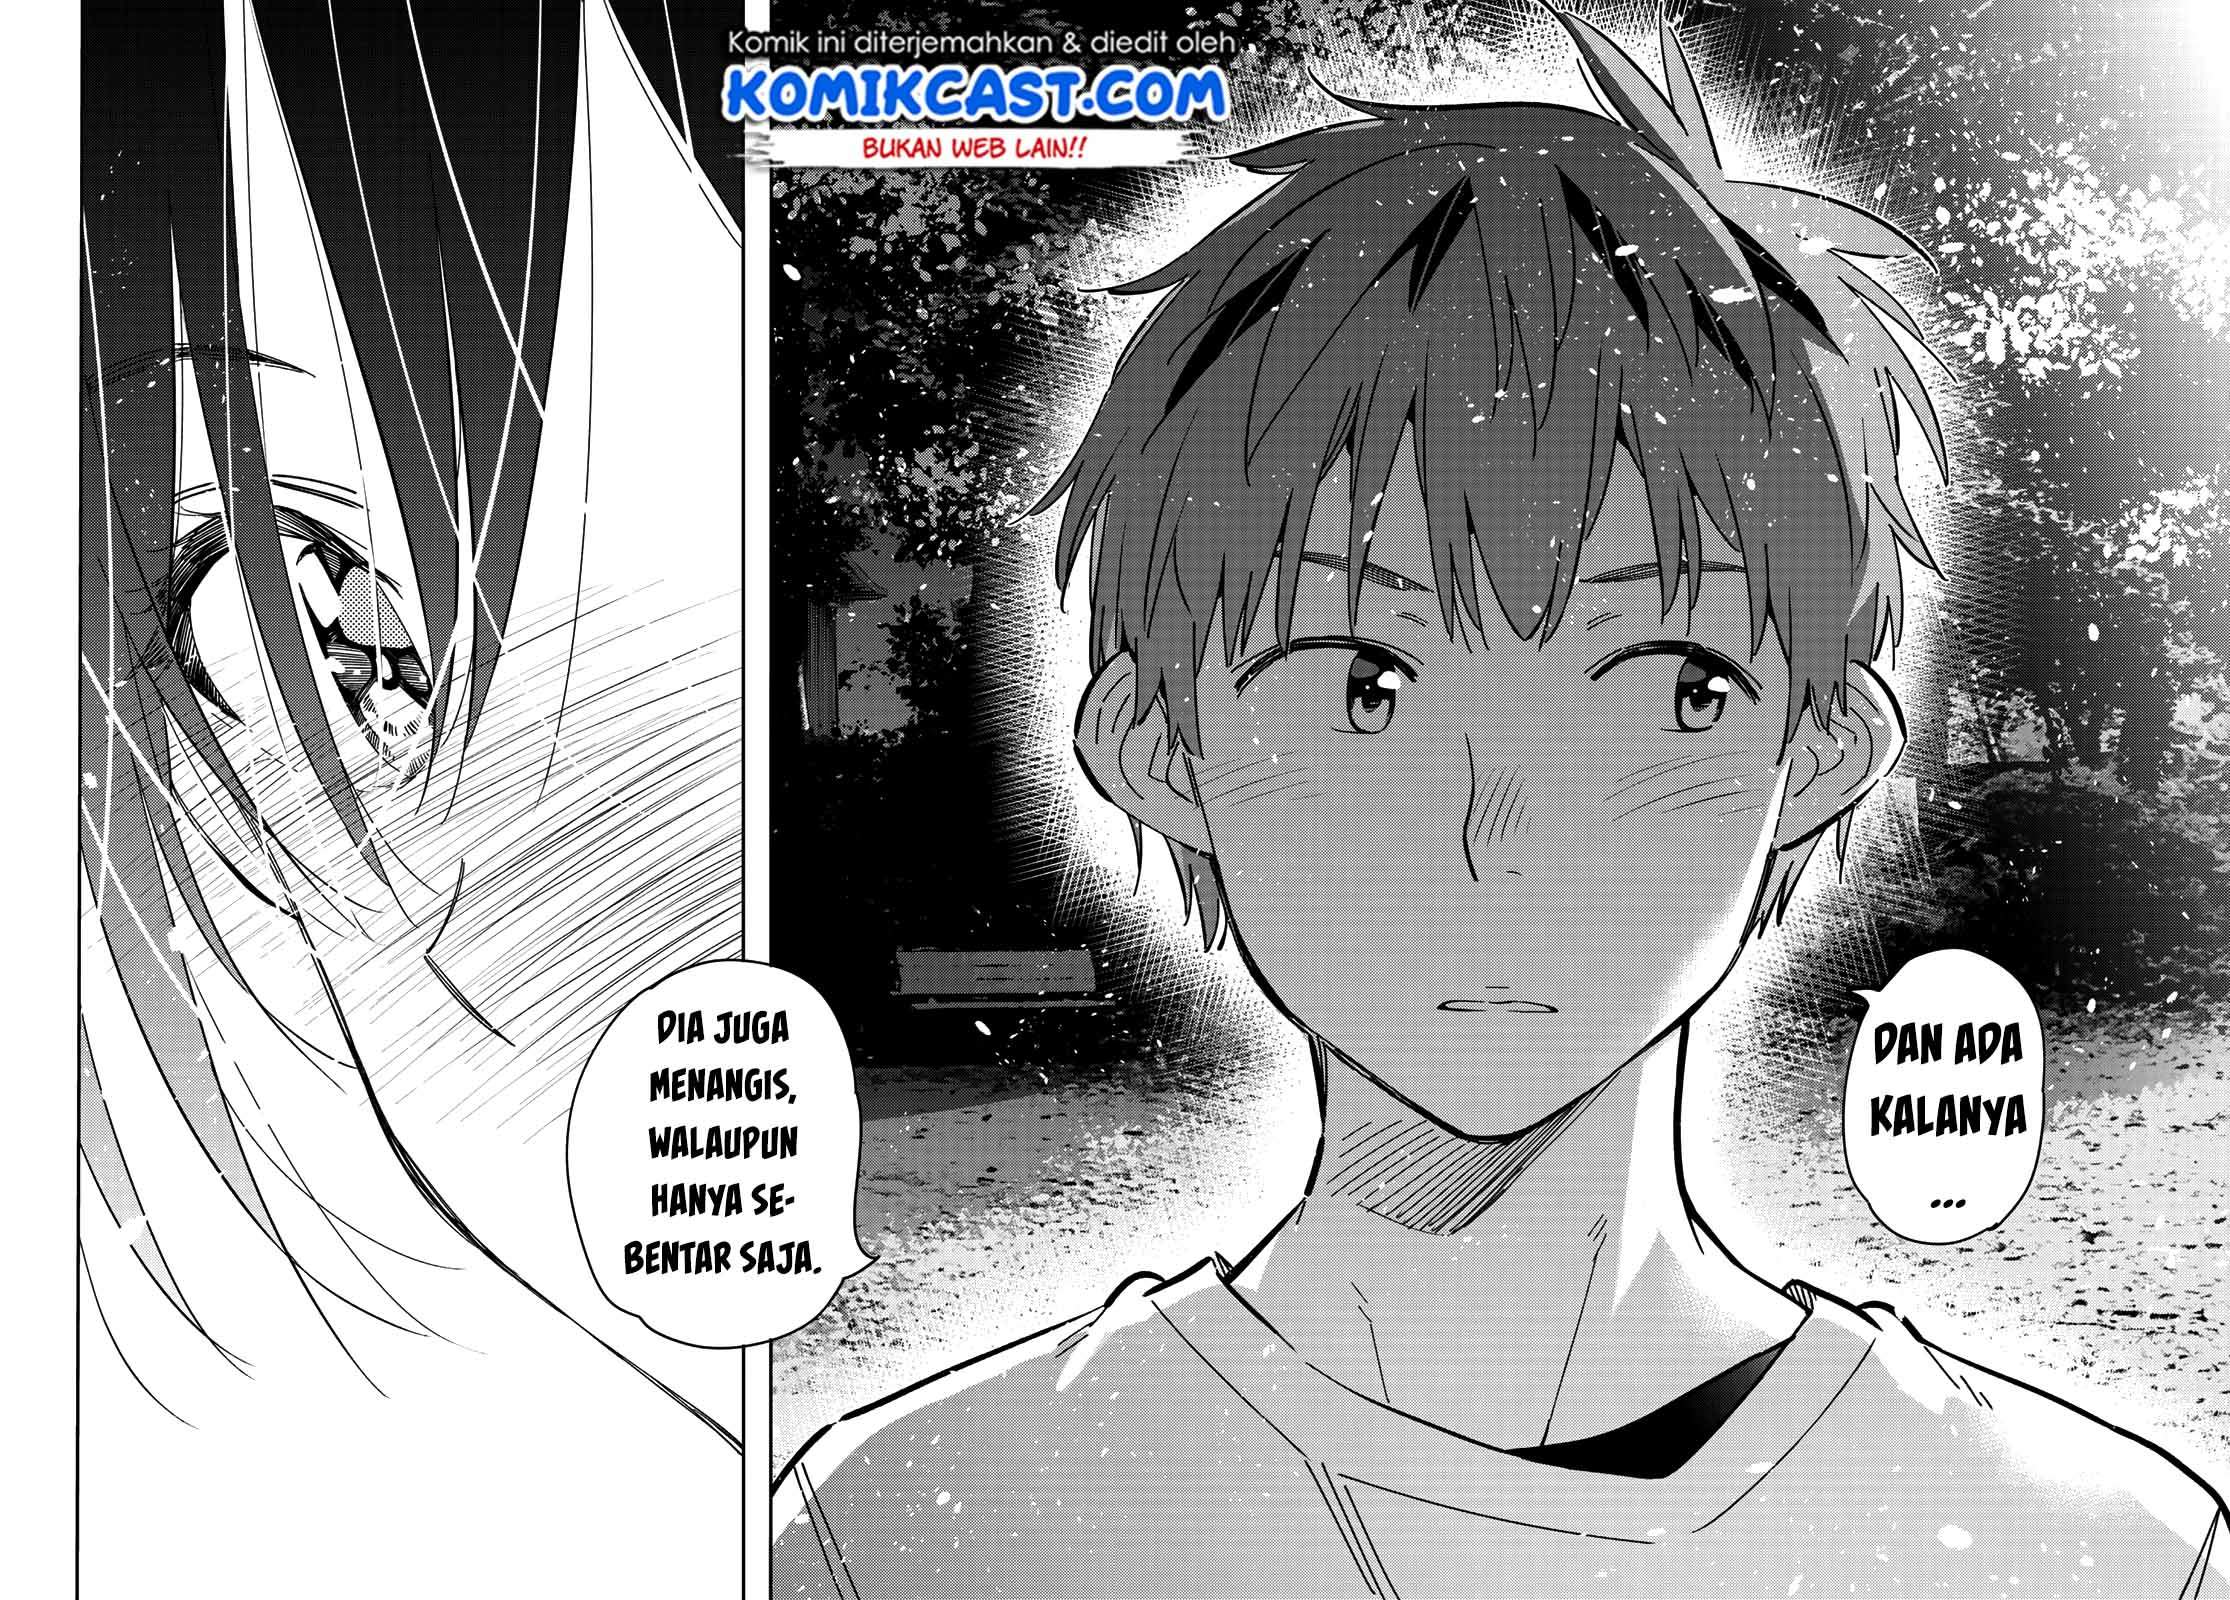 Komik ini diterjemahkan & diedit oleh
KOMIKCAST.COM
BUKAN WEB LAIN!!
DAN ADA
KALANYA
...
DIA JUGA
MENANGIS,
WALAUPUN
HANYA SE-
BENTAR SAJA.